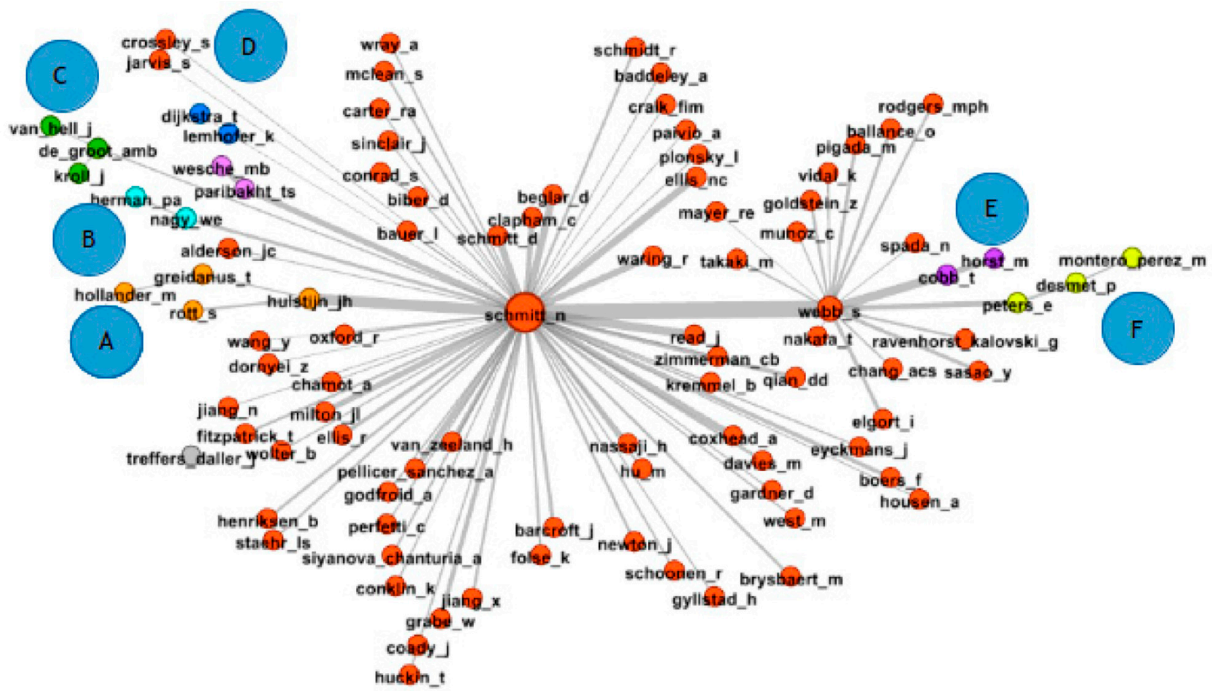 D
crossley_s
jarvis_s
wray_a
schmidt_r
C
mclean_s
baddeley_a
carter_ra
cralk_fim
rodgers_mph
dijkstra_t
van_hell_j
lemhofer_k
sinclair_j
paivio_a
ballance_o
pigada_m
de_groot_amb
plonsky_l
kroll_j
wesche_mb
conrad_s
ellis_nc
vidal_k
paribakht_ts
herman_pa
biber_d
beglar_d
goldstein_z
E
nagy_we
clapham_c
mayer_re
bauer_l
schmitt_d
munoz_c
B
alderson_jc
spada_n
waring_r
takaki_m
horst_m
montero_perez_m
greidanus_t
cobb_t
desmet_p
hollander_m
hulstijn_jh
peters_e
rott_s
schmitt_n
webb_s
A
F
wang_y
oxford_r
read_j
nakata_t
ravenhorst_kalovski_g
dornyei_z
zimmerman_cb
chamot_a
kremmel_b
qian_dd
chang_acs
sasao_y
jiang_n
milton_jl
elgort_i
fitzpatrick_t
ellis_r
van_zeeland_h
nassaji_h
coxhead_a
eyckmans_j
treffers_daller_j
wolter_b
pellicer_sanchez_a
hu_m
davies_m
godfroid_a
gardner_d
boers_f
housen_a
henriksen_b
perfetti_c
barcroft_j
west_m
staehr_ls
newton_j
siyanova_chanturia_a
folse_k
schoonen_r
brysbaert_m
conklin_k
jiang_x
gyllstad_h
grabe_w
coady_j
huckin_t